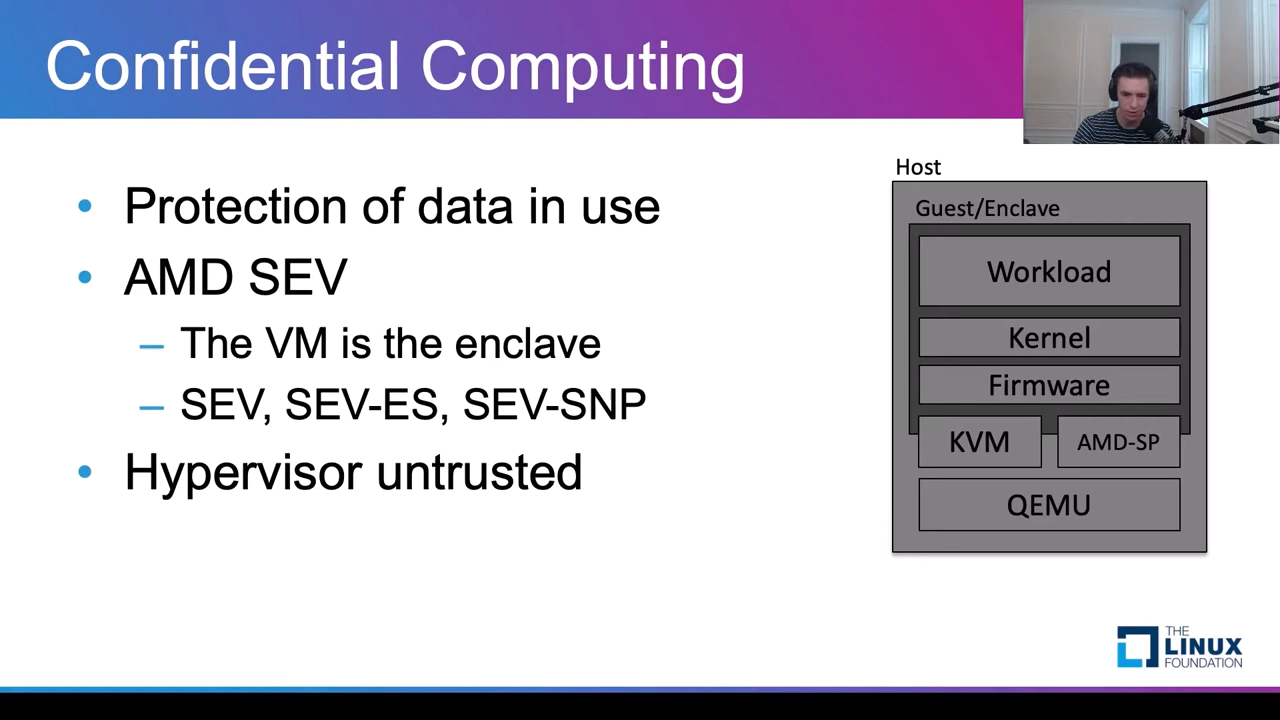 Confidential Computing
• Protection of data in use
• AMD SEV
– The VM is the enclave
– SEV, SEV-ES, SEV-SNP
• Hypervisor untrusted
Host
Guest/Enclave
Workload
Kernel
Firmware
KVM
AMD-SP
QEMU
THE
LINUX
FOUNDATION